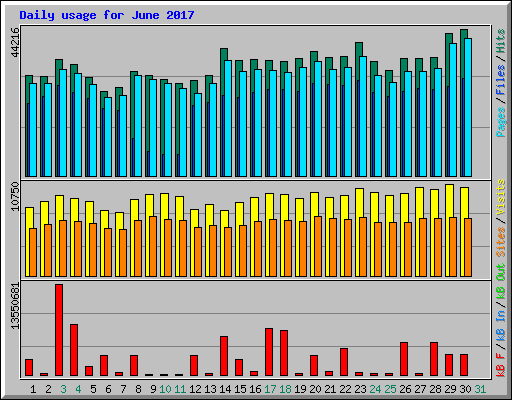 Daily usage for June 2017
44216
Pages / Files / Hits
10750
Sites / Visits
13550681
kB F / kB In / kB Out
1 2 3 4 5 6 7 8 9 10 11 12 13 14 15 16 17 18 19 20 21 22 23 24 25 26 27 28 29 30 31